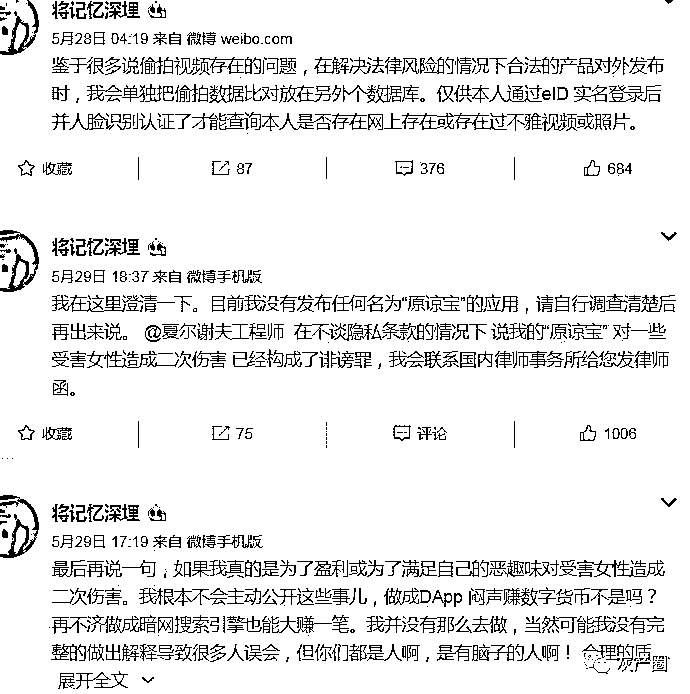 将记忆深埋
5月28日 04:19 来自 微博 weibo.com
鉴于很多说偷拍视频存在的问题，在解决法律风险的情况下合法的产品对外发布
时，我会单独把偷拍数据比对放在另外个数据库。仅供本人通过eID 实名登录后
并人脸识别认证了才能查询本人是否存在网上存在或存在过不雅视频或照片。
收藏 87 376 684
将记忆深埋
5月29日 18:37 来自 微博手机版
我在这里澄清一下。目前我没有发布任何名为“原谅宝”的应用，请自行调查清楚后
再出来说。 @夏尔谢夫工程师 在不谈隐私条款的情况下 说我的“原谅宝” 对一些
受害女性造成二次伤害 已经构成了诽谤罪，我会联系国内律师事务所给您发律师
函。
收藏 75 评论 1006
...
将记忆深埋
5月29日 17:19 来自 微博手机版
最后再说一句，如果我真的是为了盈利或为了满足自己的恶趣味对受害女性造成
二次伤害。我根本不会主动公开这些事儿，做成DApp 闷声赚数字货币不是吗？
再不济做成暗网搜索引擎也能大赚一笔。我并没有那么去做，当然可能我没有完
整的做出解释导致很多人误会，但你们都是人啊，是有脑子的人啊！合理的质...
展开全文
灰产圈